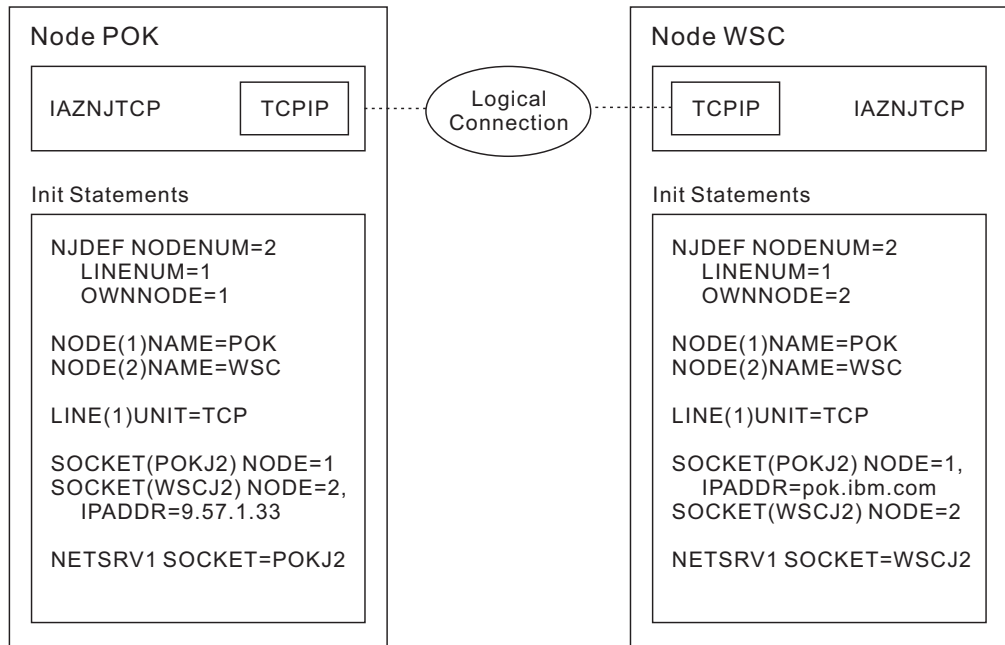 Node POK
IAZNJTCP
TCPIP
Init Statements
NJDEF NODENUM=2
LINENUM=1
OWNNODE=1
NODE(1)NAME=POK
NODE(2)NAME=WSC
LINE(1)UNIT=TCP
SOCKET(POKJ2) NODE=1
SOCKET(WSCJ2) NODE=2,
IPADDR=9.57.1.33
NETSRV1 SOCKET=POKJ2
Logical
Connection
Node WSC
TCPIP
IAZNJTCP
Init Statements
NJDEF NODENUM=2
LINENUM=1
OWNNODE=2
NODE(1)NAME=POK
NODE(2)NAME=WSC
LINE(1)UNIT=TCP
SOCKET(POKJ2) NODE=1,
IPADDR=pok.ibm.com
SOCKET(WSCJ2) NODE=2
NETSRV1 SOCKET=WSCJ2